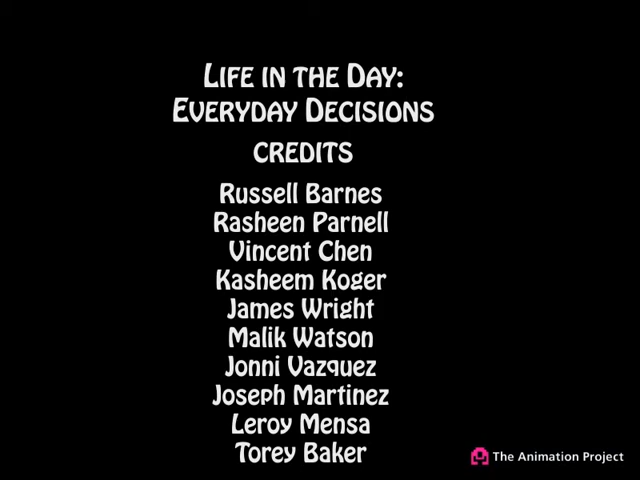 LIFE IN THE DAY:
EVERYDAY DECISIONS
CREDITS
Russell Barnes
Rasheen Parnell
Vincent Chen
Kasheem Koger
James Wright
Malik Watson
Jonni Vazquez
Joseph Martinez
Leroy Mensa
Torey Baker
The Animation Project